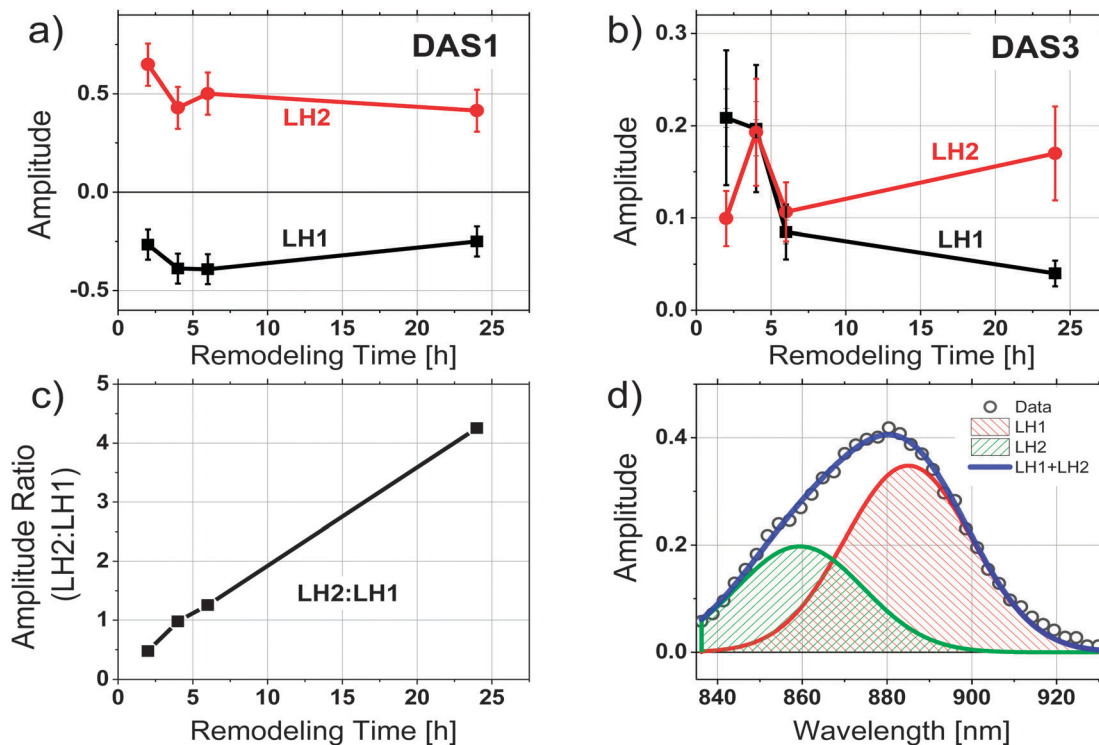 a)
DAS1
0.5
0.0
-0.5
Amplitude
LH2
LH1
0 5 10 15 20 25
Remodeling Time [h]
b)
DAS3
0.3
0.2
0.1
0.0
Amplitude
LH2
LH1
0 5 10 15 20 25
Remodeling Time [h]
c)
5
4
3
2
1
0
Amplitude Ratio
(LH2:LH1)
LH2:LH1
0 5 10 15 20 25
Remodeling Time [h]
d)
Data
LH1
LH2
LH1+LH2
0.4
0.2
0.0
Amplitude
840 860 880 900 920
Wavelength [nm]